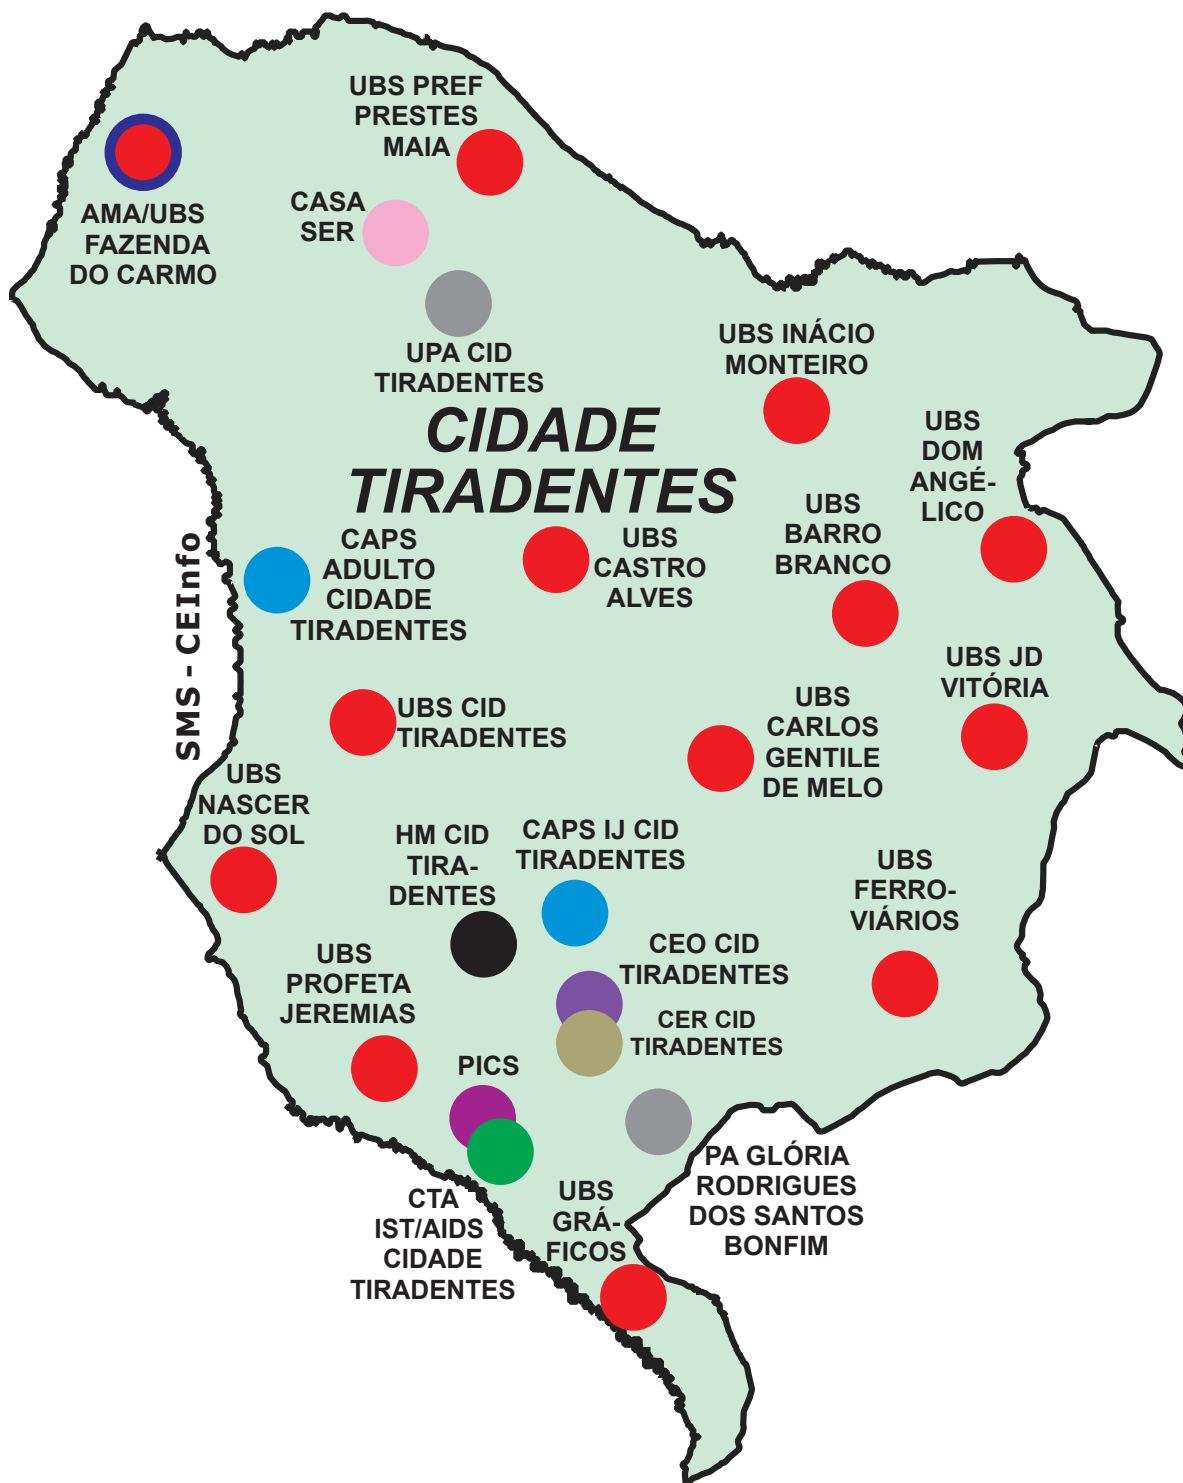 UBS PREF
PRESTES
MAIA
AMA/UBS
FAZENDA
DO CARMO
CASA
SER
UPA CID
TIRADENTES
UBS INÁCIO
MONTEIRO
CIDADE
TIRADENTES
UBS
DOM
ANGÉ-
LICO
UBS
BARRO
BRANCO
CAPS
ADULTO
CIDADE
TIRADENTES
UBS
CASTRO
ALVES
SMS - CEInfo
UBS JD
VITÓRIA
UBS CID
TIRADENTES
UBS
CARLOS
GENTILE
DE MELO
UBS
NASCER
DO SOL
HM CID
TIRA-
DENTES
CAPS IJ CID
TIRADENTES
UBS
FERRO-
VIÁRIOS
UBS
PROFETA
JEREMIAS
CEO CID
TIRADENTES
CER CID
TIRADENTES
PICS
PA GLÓRIA
RODRIGUES
DOS SANTOS
BONFIM
CTA
IST/AIDS
CIDADE
TIRADENTES
UBS
GRÁ-
FICOS